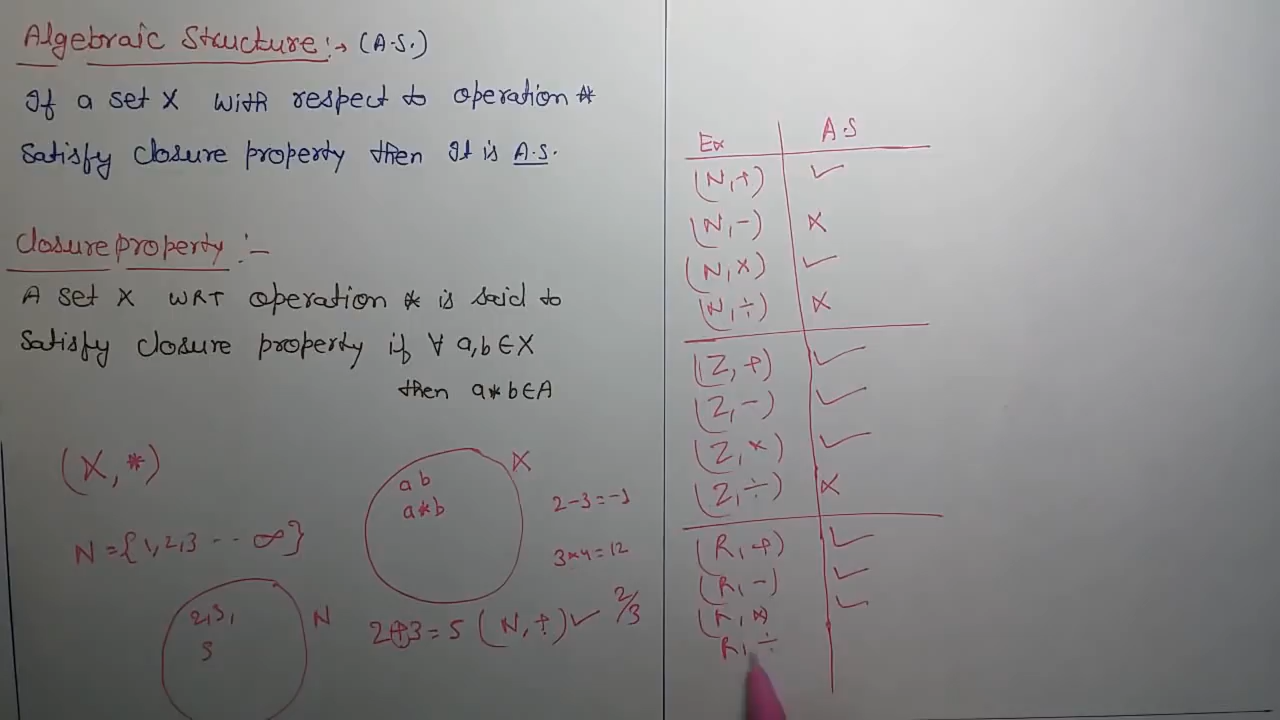 Algebraic Structure:→ (A.S.)
If a set X with respect to operation *
Satisfy closure property then It is A.S.
Closure property :-
A set X WRT operation * is said to
Satisfy closure property if ∀ a,b∈X
then a*b∈A
(X, *)
N={1,2,3 -- ∞}
2,3,
5
N
a b
a*b
X
2-3=-1
3×4=12
2+3=5 (N,+)✓ 2/3
Ex A.S
(N,+) ✓
(N,-) ×
(N,×) ✓
(N,÷) ×
(Z,+) ✓
(Z,-) ✓
(Z,×) ✓
(Z,÷) ×
(R,+) ✓
(R,-) ✓
(R,×) ✓
R,÷